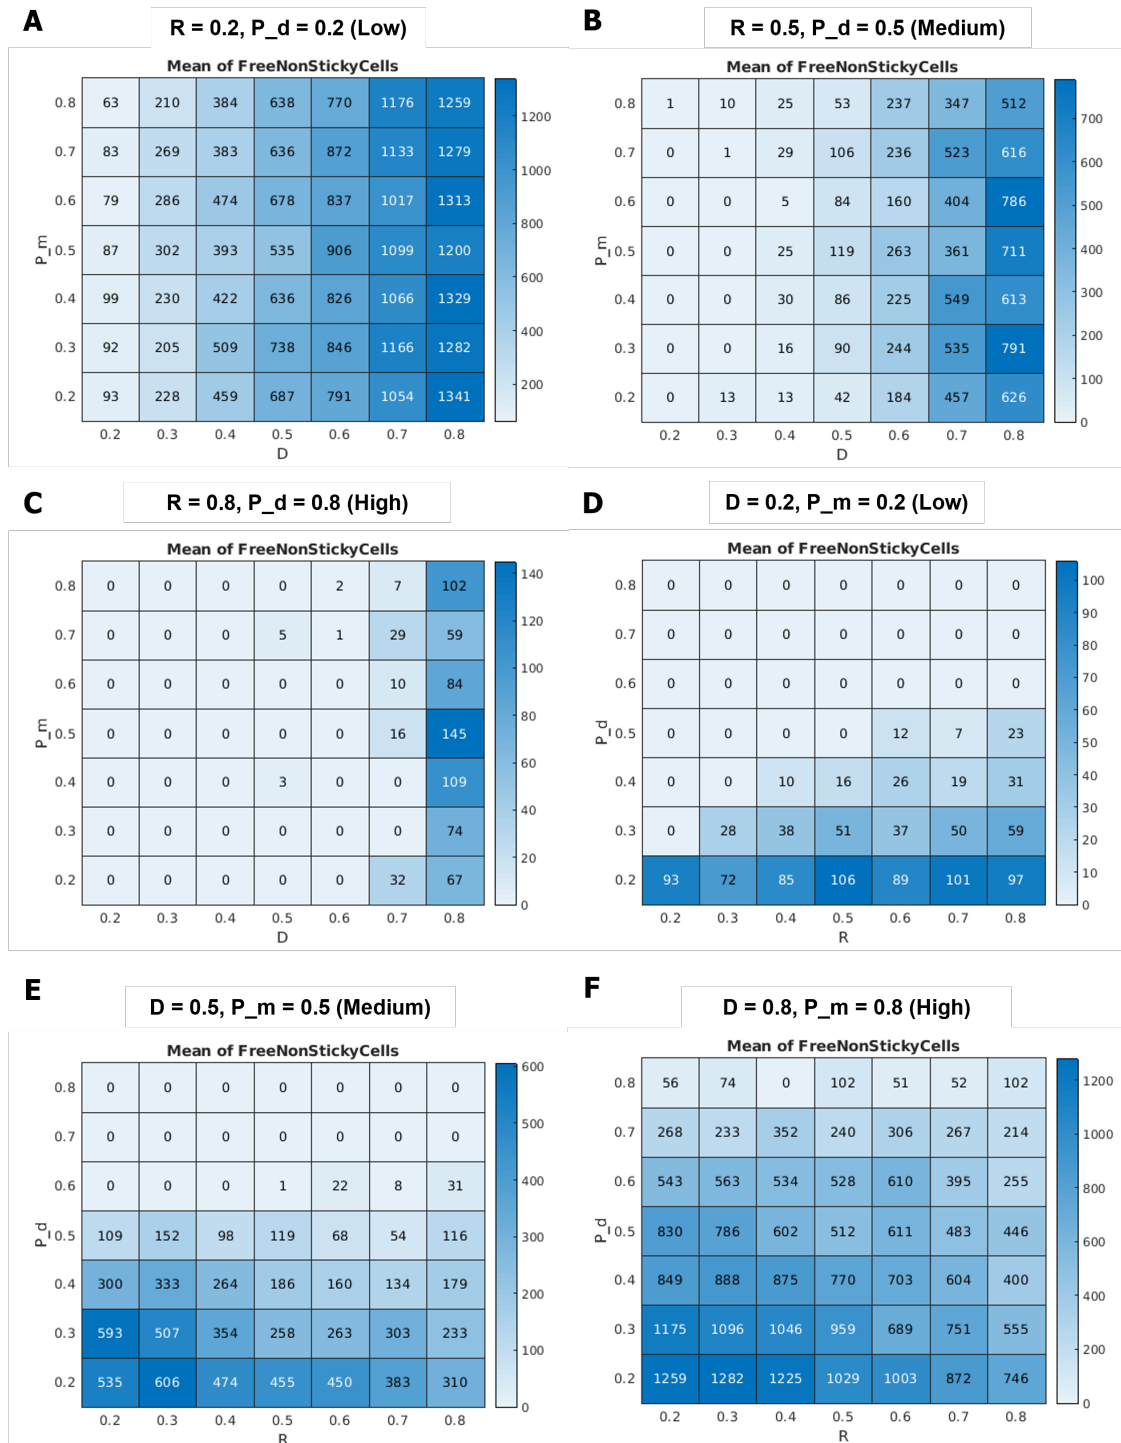 A
R = 0.2, P_d = 0.2 (Low)
Mean of FreeNonStickyCells
0.8 63 210 384 638 770 1176 1259
0.7 83 269 383 636 872 1133 1279
0.6 79 286 474 678 837 1017 1313
0.5 87 302 393 535 906 1099 1200
0.4 99 230 422 636 826 1066 1329
0.3 92 205 509 738 846 1166 1282
0.2 93 228 459 687 791 1054 1341
0.2 0.3 0.4 0.5 0.6 0.7 0.8
D
P_m
1200
1000
800
600
400
200
B
R = 0.5, P_d = 0.5 (Medium)
Mean of FreeNonStickyCells
0.8 1 10 25 53 237 347 512
0.7 0 1 29 106 236 523 616
0.6 0 0 5 84 160 404 786
0.5 0 0 25 119 263 361 711
0.4 0 0 30 86 225 549 613
0.3 0 0 16 90 244 535 791
0.2 0 13 13 42 184 457 626
0.2 0.3 0.4 0.5 0.6 0.7 0.8
D
P_m
700
600
500
400
300
200
100
0
C
R = 0.8, P_d = 0.8 (High)
Mean of FreeNonStickyCells
0.8 0 0 0 0 2 7 102
0.7 0 0 0 5 1 29 59
0.6 0 0 0 0 0 10 84
0.5 0 0 0 0 0 16 145
0.4 0 0 0 3 0 0 109
0.3 0 0 0 0 0 0 74
0.2 0 0 0 0 0 32 67
0.2 0.3 0.4 0.5 0.6 0.7 0.8
D
P_m
140
120
100
80
60
40
20
0
D
D = 0.2, P_m = 0.2 (Low)
Mean of FreeNonStickyCells
0.8 0 0 0 0 0 0 0
0.7 0 0 0 0 0 0 0
0.6 0 0 0 0 0 0 0
0.5 0 0 0 0 12 7 23
0.4 0 0 10 16 26 19 31
0.3 0 28 38 51 37 50 59
0.2 93 72 85 106 89 101 97
0.2 0.3 0.4 0.5 0.6 0.7 0.8
R
P_d
100
90
80
70
60
50
40
30
20
10
0
E
D = 0.5, P_m = 0.5 (Medium)
Mean of FreeNonStickyCells
0.8 0 0 0 0 0 0 0
0.7 0 0 0 0 0 0 0
0.6 0 0 0 1 22 8 31
0.5 109 152 98 119 68 54 116
0.4 300 333 264 186 160 134 179
0.3 593 507 354 258 263 303 233
0.2 535 606 474 455 450 383 310
0.2 0.3 0.4 0.5 0.6 0.7 0.8
R
P_d
600
500
400
300
200
100
0
F
D = 0.8, P_m = 0.8 (High)
Mean of FreeNonStickyCells
0.8 56 74 0 102 51 52 102
0.7 268 233 352 240 306 267 214
0.6 543 563 534 528 610 395 255
0.5 830 786 602 512 611 483 446
0.4 849 888 875 770 703 604 400
0.3 1175 1096 1046 959 689 751 555
0.2 1259 1282 1225 1029 1003 872 746
0.2 0.3 0.4 0.5 0.6 0.7 0.8
R
P_d
1200
1000
800
600
400
200
0